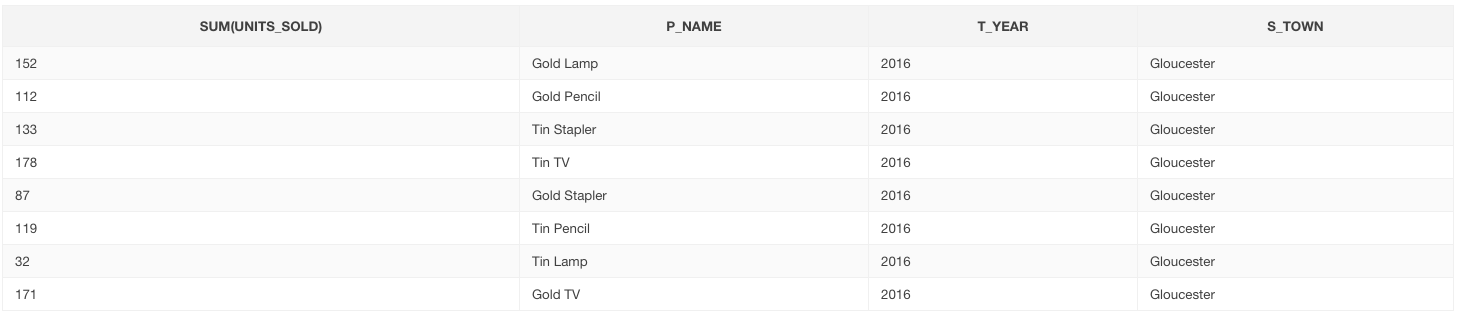 SUM(UNITS_SOLD) P_NAME T_YEAR S_TOWN
152 Gold Lamp 2016 Gloucester
112 Gold Pencil 2016 Gloucester
133 Tin Stapler 2016 Gloucester
178 Tin TV 2016 Gloucester
87 Gold Stapler 2016 Gloucester
119 Tin Pencil 2016 Gloucester
32 Tin Lamp 2016 Gloucester
171 Gold TV 2016 Gloucester